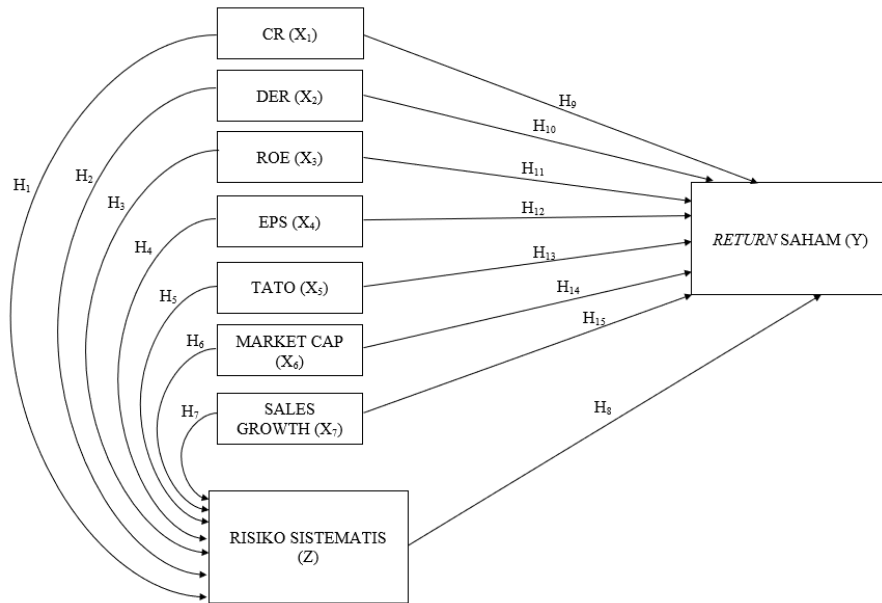 CR (X₁)
DER (X₂)
ROE (X₃)
EPS (X₄)
TATO (X₅)
MARKET CAP
(X₆)
SALES
GROWTH (X₇)
RISIKO SISTEMATIS
(Z)
RETURN SAHAM (Y)
H₁
H₂
H₃
H₄
H₅
H₆
H₇
H₈
H₉
H₁₀
H₁₁
H₁₂
H₁₃
H₁₄
H₁₅